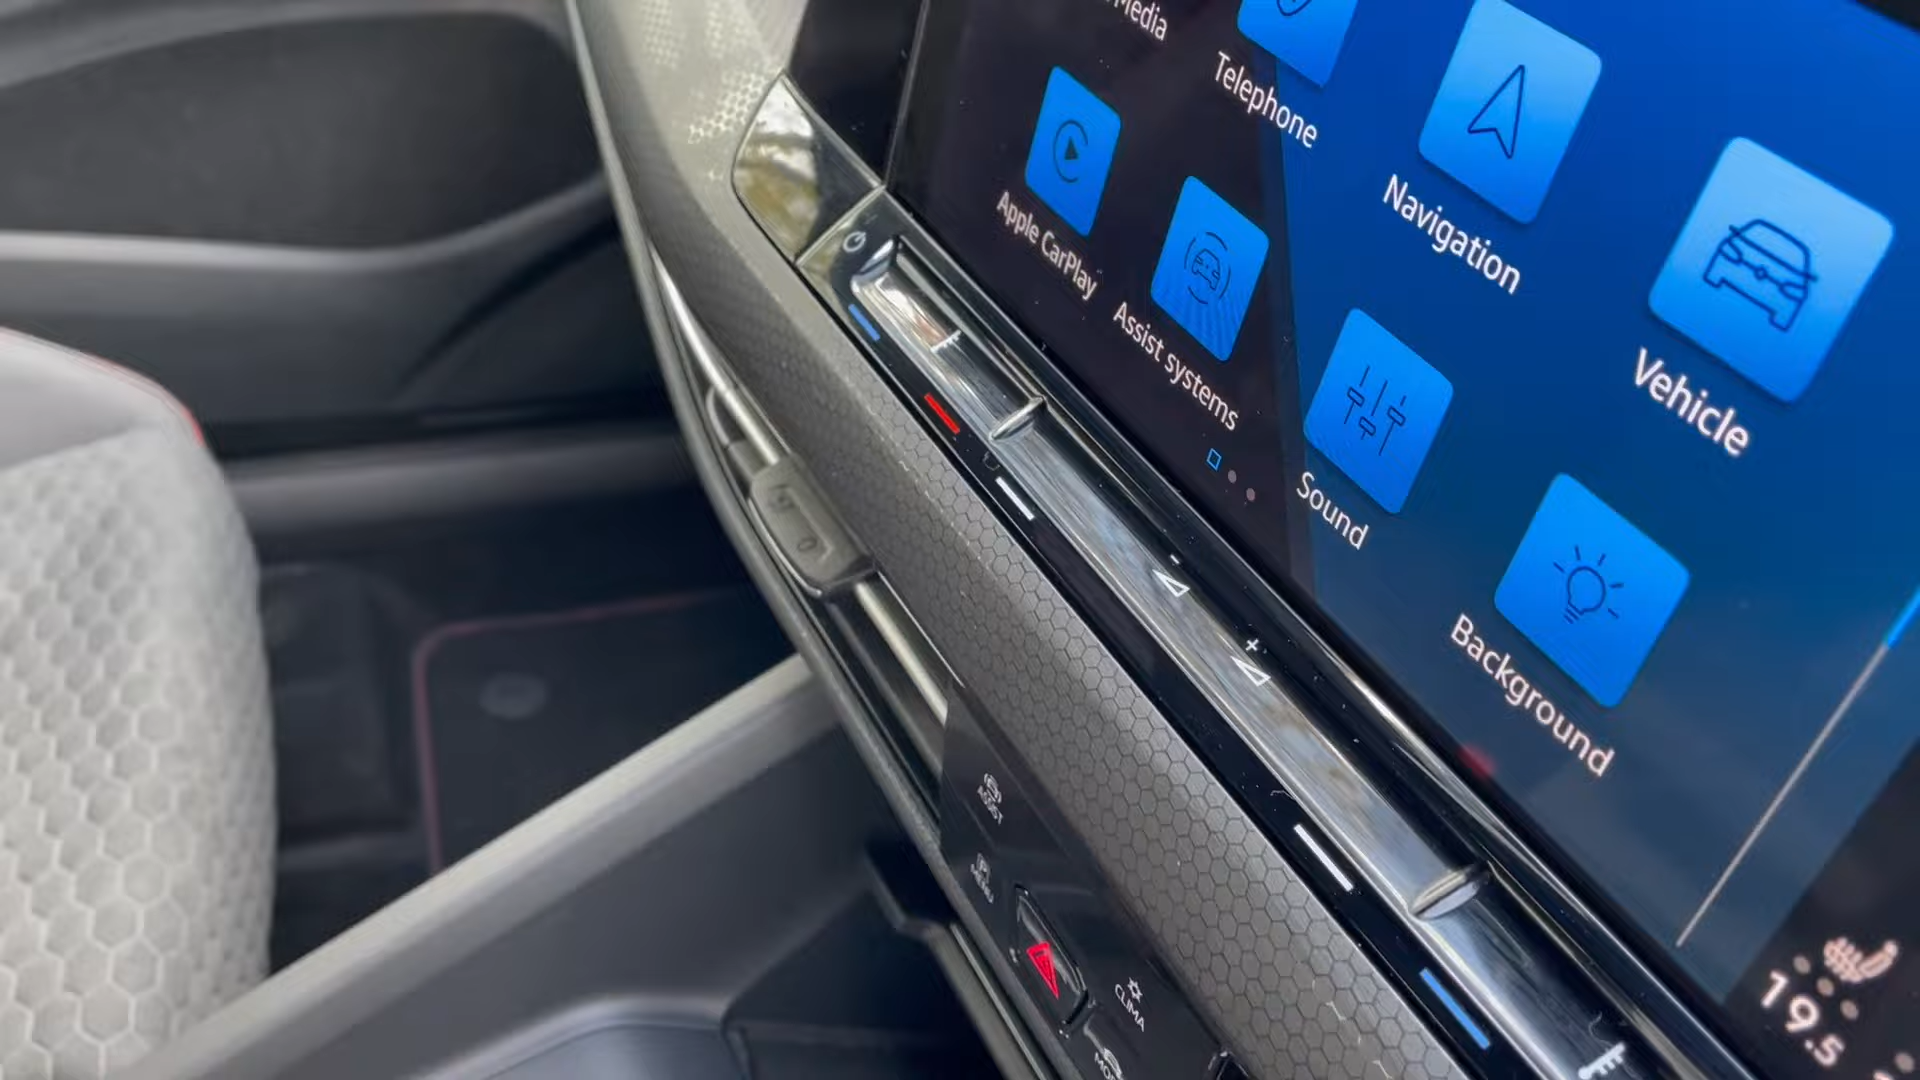 Media
Telephone
Navigation
Vehicle
Apple CarPlay
Assist systems
Sound
Background
-
+
19.5
ASSIST
P
MENU
CLIMA